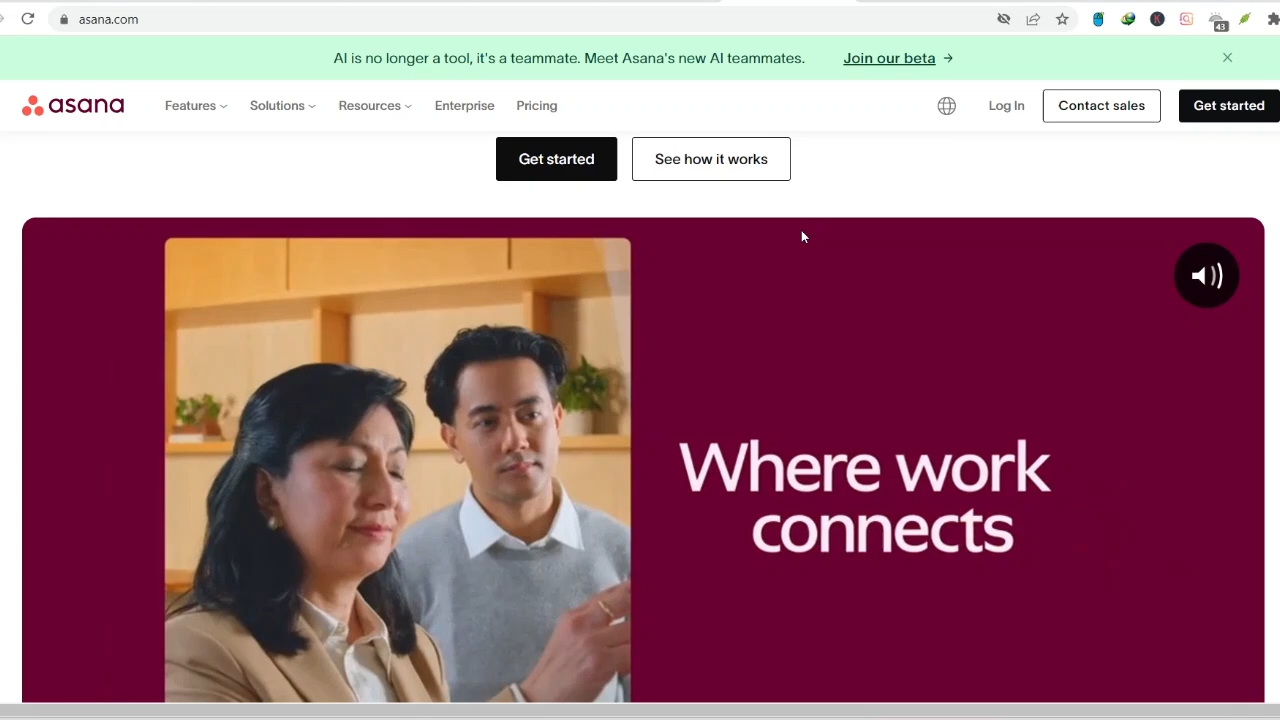 asana.com
43
AI is no longer a tool, it's a teammate. Meet Asana's new AI teammates. Join our beta →
asana Features Solutions Resources Enterprise Pricing Log In Contact sales Get started
Get started See how it works
Where work
connects